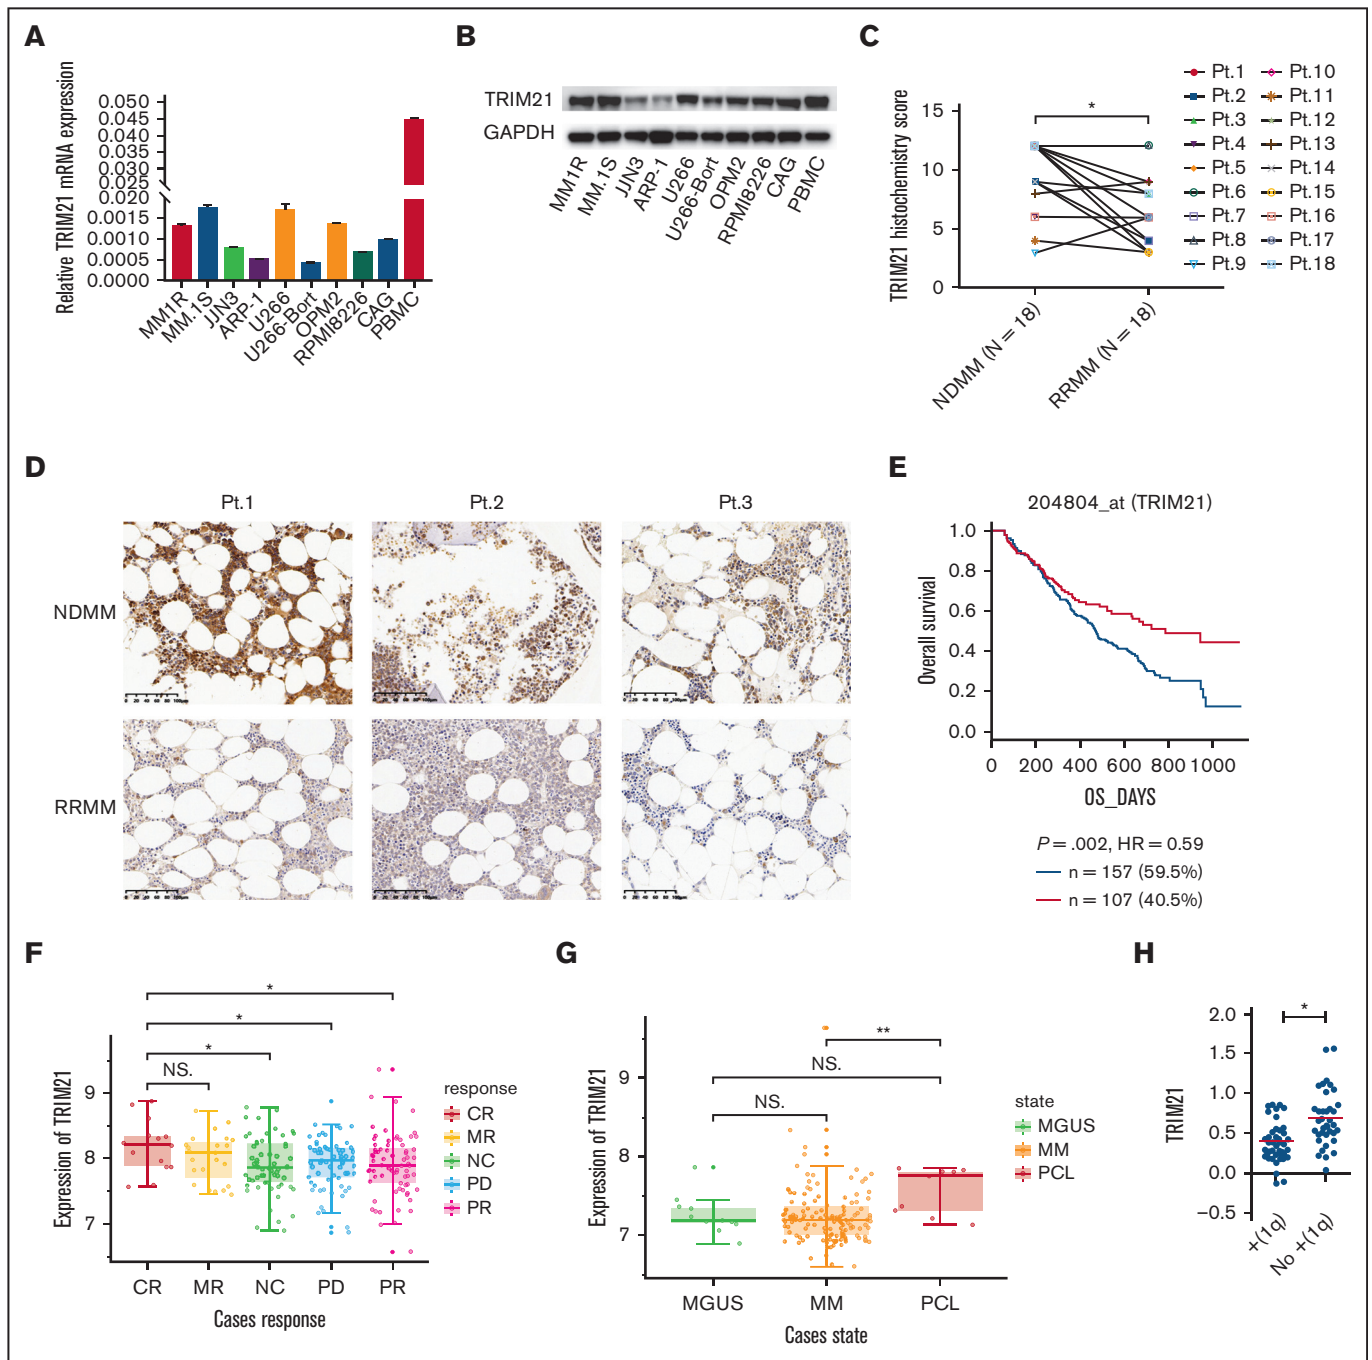 A
Relative TRIM21 mRNA expression
0.050
0.045
0.035
0.030
0.025
0.020
0.0015
0.0010
0.0005
0.0000
MM1R
MM.1S
JJN3
ARP-1
U266
U266-Bort
OPM2
RPMI8226
CAG
PBMC
B
TRIM21
GAPDH
MM1R
MM.1S
JJN3
ARP-1
U266
U266-Bort
OPM2
RPMI8226
CAG
PBMC
C
TRIM21 histochemistry score
15
10
5
0
*
NDMM (N = 18)
RRMM (N = 18)
Pt.1
Pt.2
Pt.3
Pt.4
Pt.5
Pt.6
Pt.7
Pt.8
Pt.9
Pt.10
Pt.11
Pt.12
Pt.13
Pt.14
Pt.15
Pt.16
Pt.17
Pt.18
D
Pt.1 Pt.2 Pt.3
NDMM
RRMM
E
204804_at (TRIM21)
Overall survival
1.0
0.8
0.6
0.4
0.2
0.0
0 200 400 600 800 1000
OS_DAYS
P = .002, HR = 0.59
n = 157 (59.5%)
n = 107 (40.5%)
F
Expression of TRIM21
9
8
7
*
*
*
NS.
CR MR NC PD PR
Cases response
response
CR
MR
NC
PD
PR
G
Expression of TRIM21
9
8
7
**
NS.
NS.
MGUS MM PCL
Cases state
state
MGUS
MM
PCL
H
TRIM21
2.0
1.5
1.0
0.5
0.0
−0.5
*
+(1q)
No +(1q)